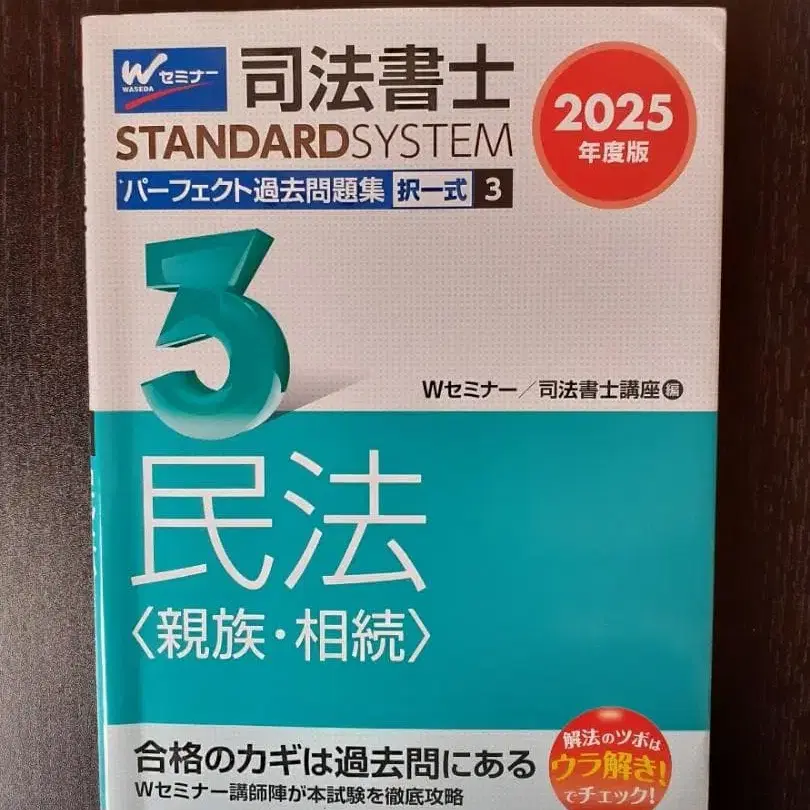 Wセミナー
WASEDA
司法書士
STANDARDSYSTEM
パーフェクト過去問題集 択一式 3
2025
年度版
3
Wセミナー／司法書士講座 編
民法
〈親族・相続〉
合格のカギは過去問にある
Wセミナー講師陣が本試験を徹底攻略
解法のツボは
ウラ解き!
でチェック!